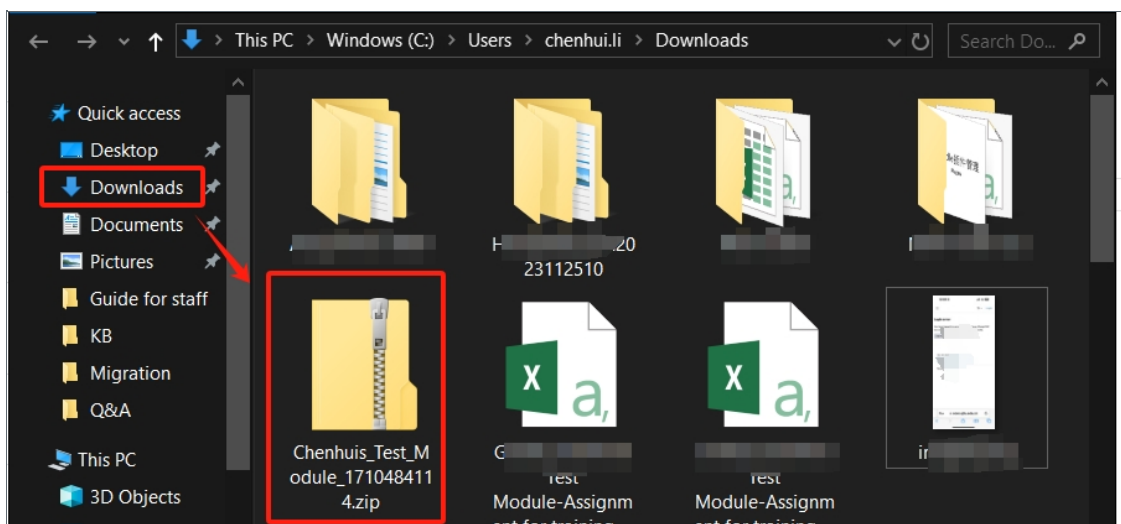 This PC > Windows (C:) > Users > chenhui.li > Downloads
Search Do...
Quick access
Desktop
Downloads
Documents
Pictures
Guide for staff
KB
Migration
Q&A
This PC
3D Objects
H
20
23112510
Chenhuis_Test_M
odule_171048411
4.zip
X
a,
G
Test
Module-Assignm
ent for training
X
a,
Test
Module-Assignm
ent for training